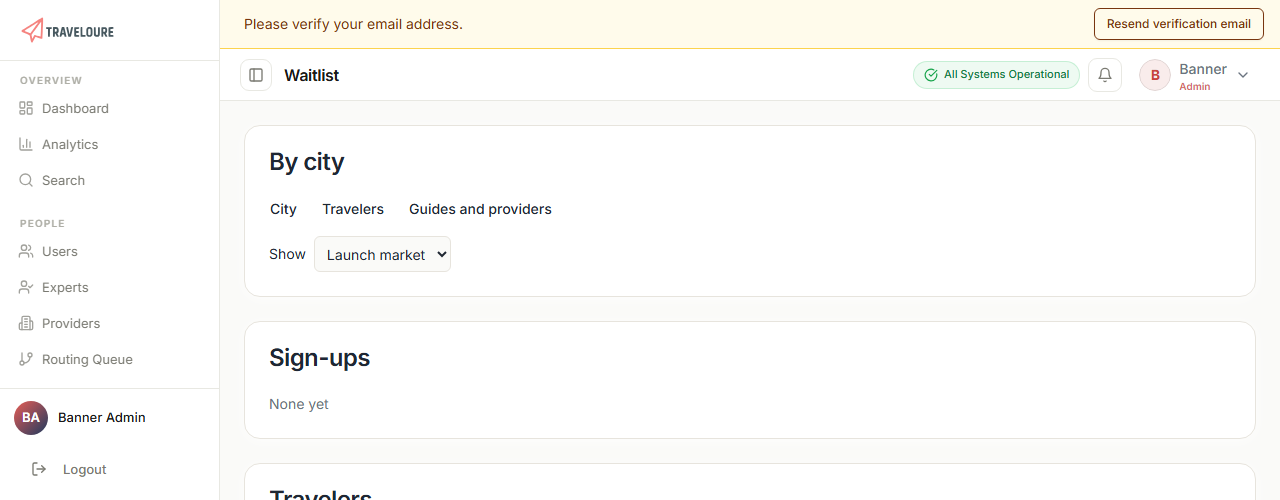 TRAVELOURE
OVERVIEW
Dashboard
Analytics
Search
PEOPLE
Users
Experts
Providers
Routing Queue
BA Banner Admin
Logout
Please verify your email address. Resend verification email
Waitlist All Systems Operational B Banner Admin
By city
City Travelers Guides and providers
Show Launch market
Sign-ups
None yet
Travelers